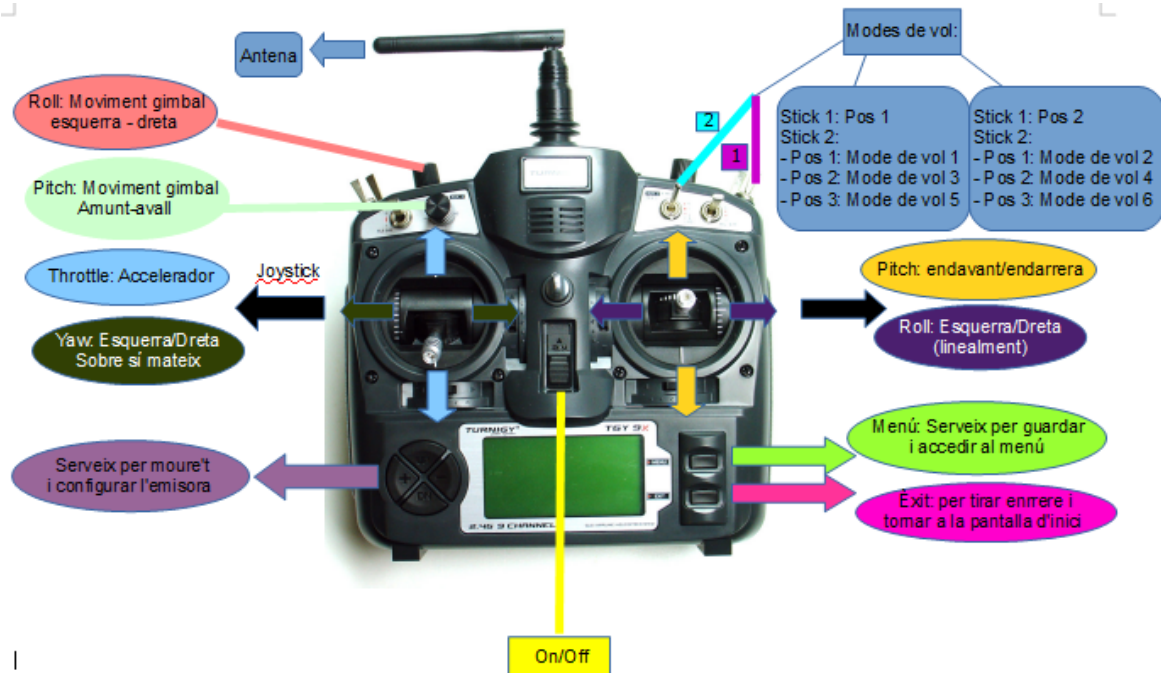 Modes de vol:
Antena
Roll: Moviment gimbal
esquerra - dreta
Stick 1: Pos 1
Stick 2:
- Pos 1: Mode de vol 1
- Pos 2: Mode de vol 3
- Pos 3: Mode de vol 5
Stick 1: Pos 2
Stick 2:
- Pos 1: Mode de vol 2
- Pos 2: Mode de vol 4
- Pos 3: Mode de vol 6
2
1
Pitch: Moviment gimbal
Amunt-avall
Throttle: Accelerador
Joystick
Yaw: Esquerra/Dreta
Sobre sí mateix
Pitch: endavant/endarrera
Roll: Esquerra/Dreta
(linealment)
TURNIGY
TGY 9X
MENU
EXIT
UP
+
-
DN
2.4G 9 CHANNEL
Serveix per moure't
i configurar l'emisora
Menú: Serveix per guardar
i accedir al menú
Èxit: per tirar enrrere i
tornar a la pantalla d'inici
On/Off